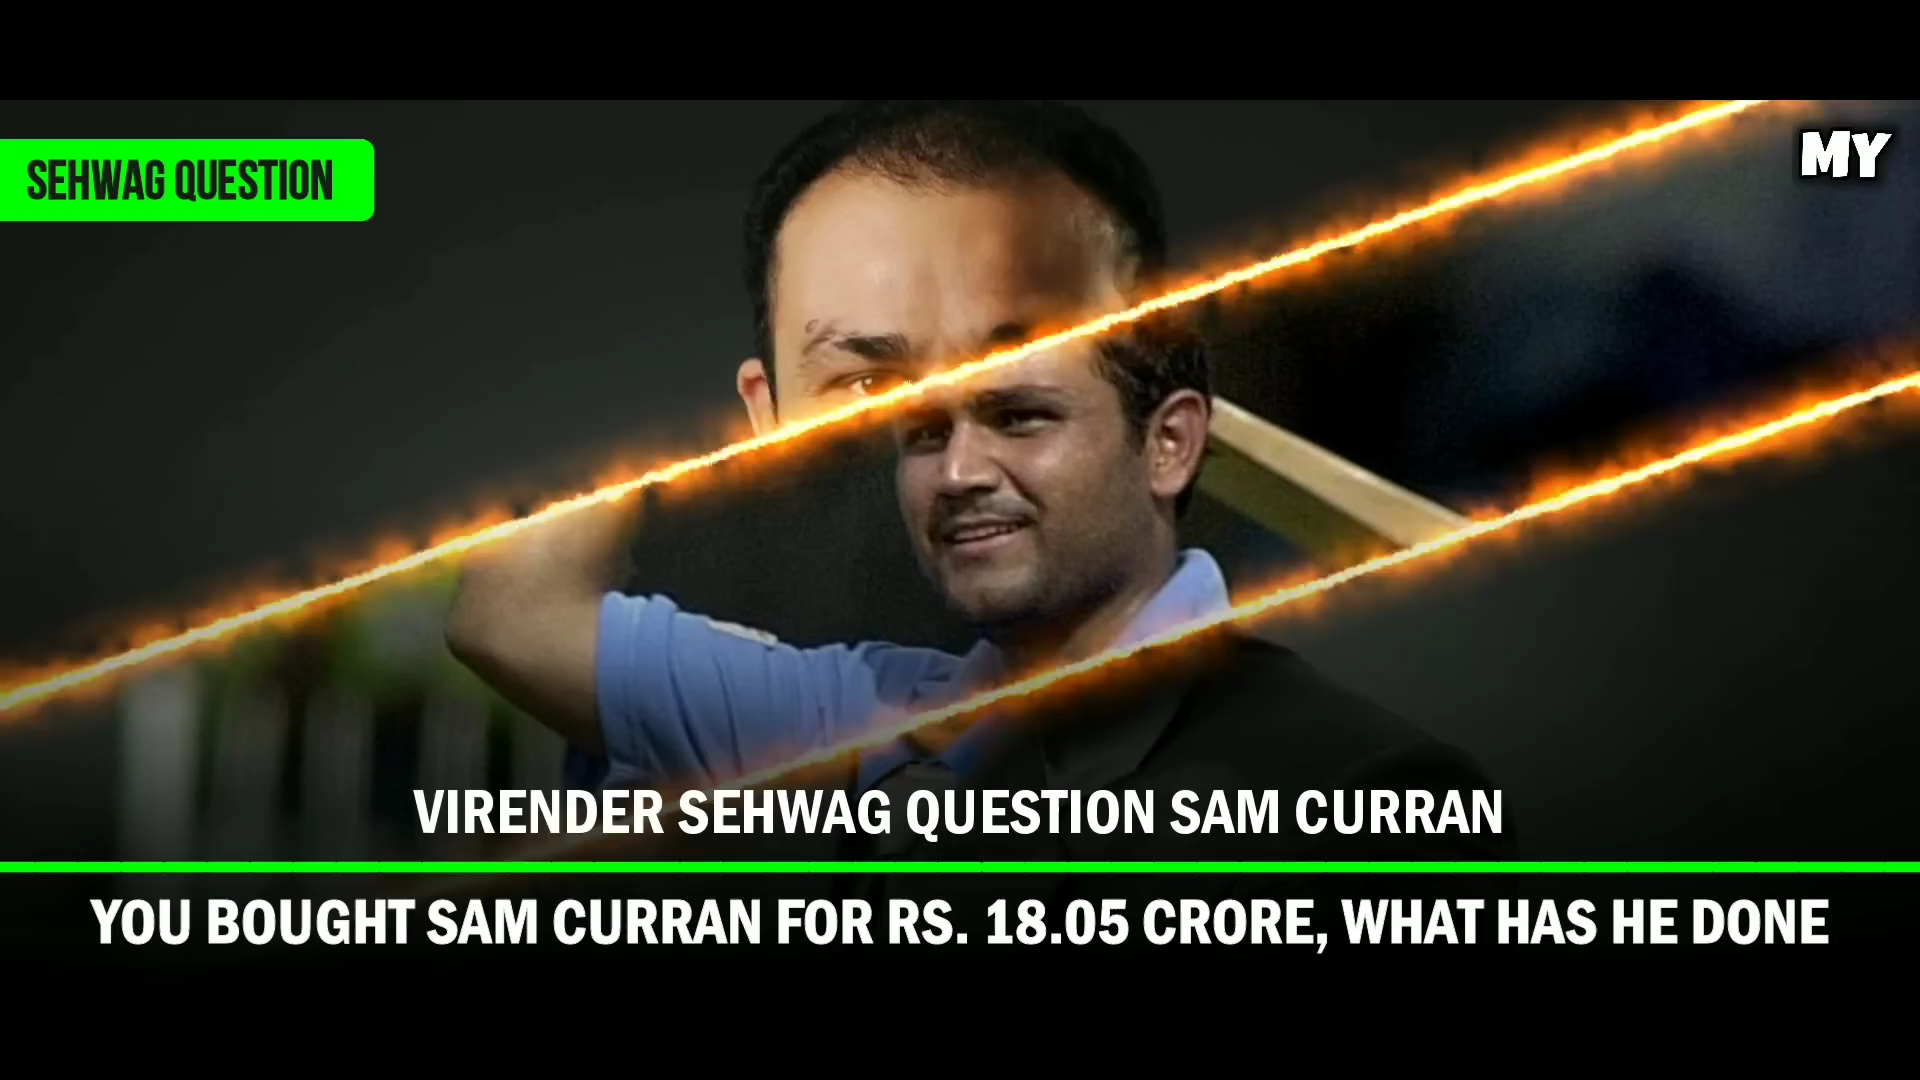 SEHWAG QUESTION
MY
VIRENDER SEHWAG QUESTION SAM CURRAN
YOU BOUGHT SAM CURRAN FOR RS. 18.05 CRORE, WHAT HAS HE DONE